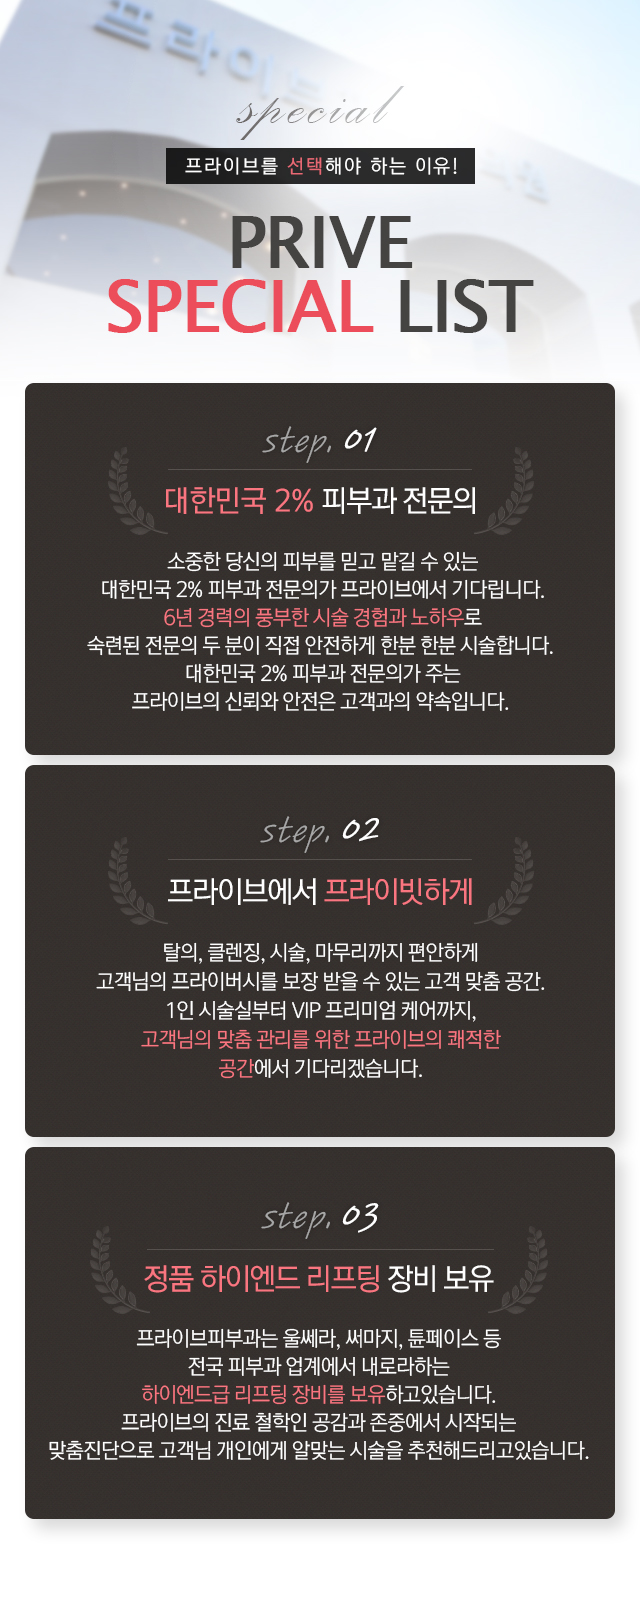 프라이브
의원
special
프라이브를 선택해야 하는 이유!
PRIVE
SPECIAL LIST
step. 01
대한민국 2% 피부과 전문의
소중한 당신의 피부를 믿고 맡길 수 있는
대한민국 2% 피부과 전문의가 프라이브에서 기다립니다.
6년 경력의 풍부한 시술 경험과 노하우로
숙련된 전문의 두 분이 직접 안전하게 한분 한분 시술합니다.
대한민국 2% 피부과 전문의가 주는
프라이브의 신뢰와 안전은 고객과의 약속입니다.
step. 02
프라이브에서 프라이빗하게
탈의, 클렌징, 시술, 마무리까지 편안하게
고객님의 프라이버시를 보장 받을 수 있는 고객 맞춤 공간.
1인 시술실부터 VIP 프리미엄 케어까지,
고객님의 맞춤 관리를 위한 프라이브의 쾌적한
공간에서 기다리겠습니다.
step. 03
정품 하이엔드 리프팅 장비 보유
프라이브피부과는 울쎄라, 써마지, 튠페이스 등
전국 피부과 업계에서 내로라하는
하이엔드급 리프팅 장비를 보유하고있습니다.
프라이브의 진료 철학인 공감과 존중에서 시작되는
맞춤진단으로 고객님 개인에게 알맞는 시술을 추천해드리고있습니다.